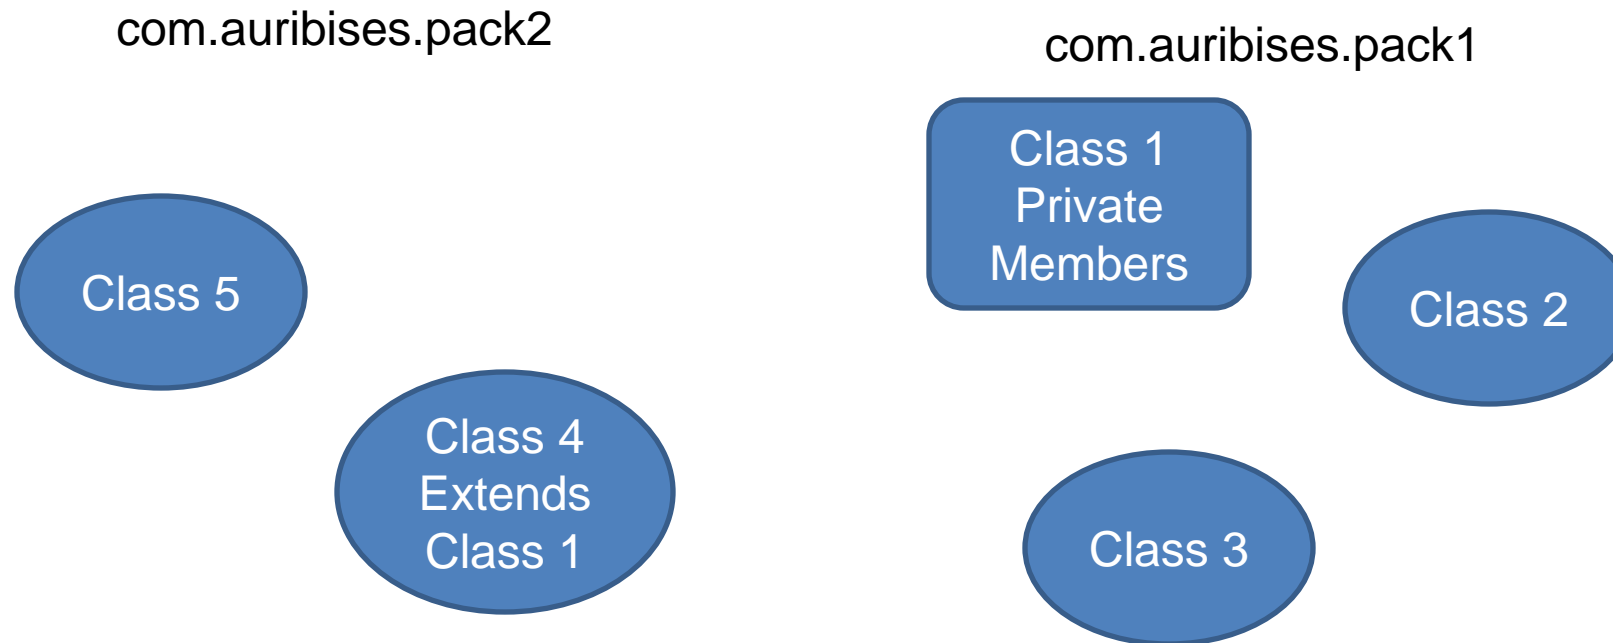 com.auribises.pack2
com.auribises.pack1
Class 1
Private
Members
Class 5
Class 2
Class 4
Extends
Class 1
Class 3